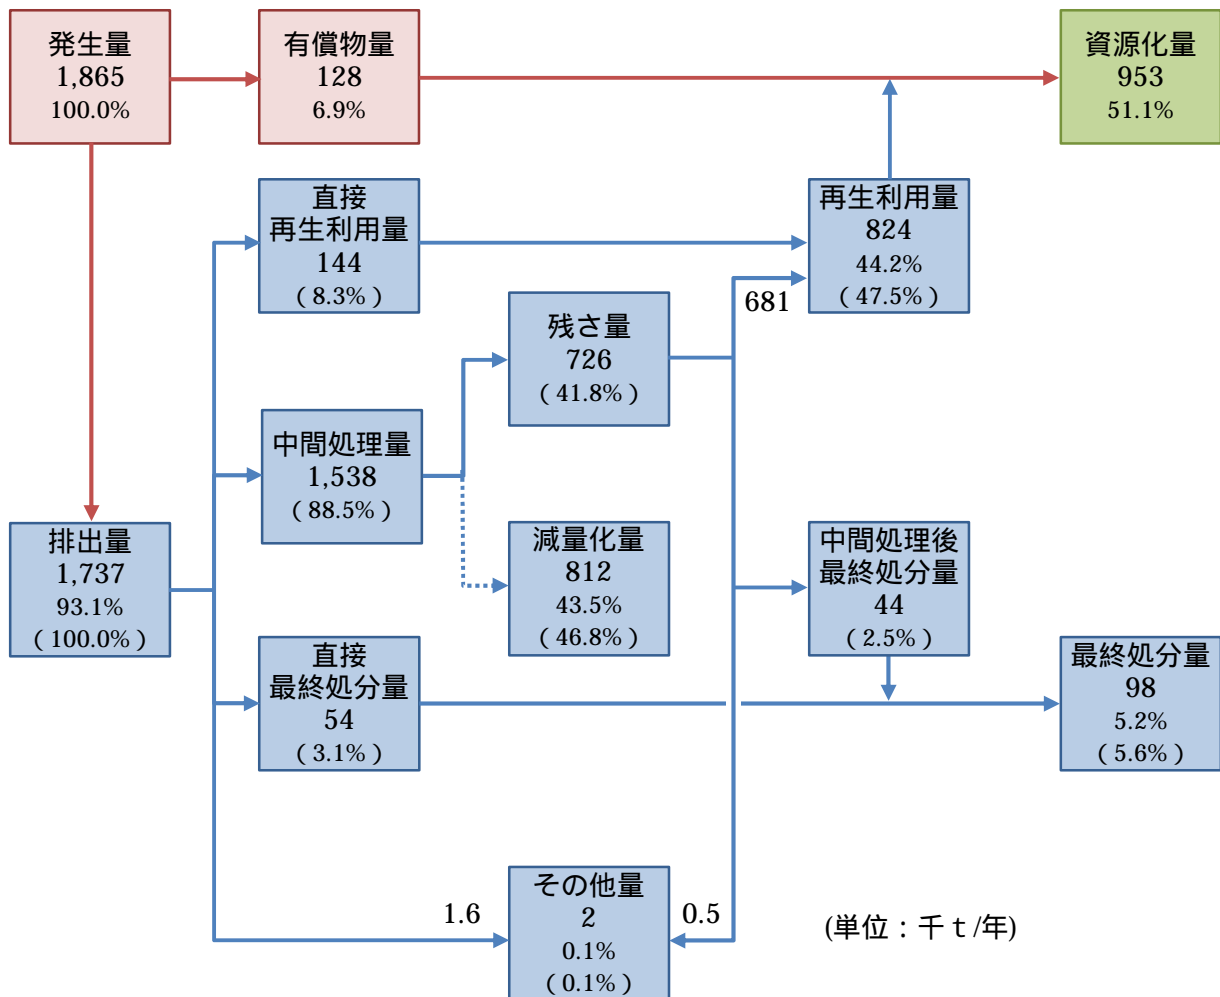 発生量
1,865
100.0%
有償物量
128
6.9%
資源化量
953
51.1%
直接
再生利用量
144
(8.3%)
再生利用量
824
44.2%
(47.5%)
681
残さ量
726
(41.8%)
中間処理量
1,538
(88.5%)
排出量
1,737
93.1%
(100.0%)
減量化量
812
43.5%
(46.8%)
中間処理後
最終処分量
44
(2.5%)
直接
最終処分量
54
(3.1%)
最終処分量
98
5.2%
(5.6%)
1.6
その他量
2
0.1%
(0.1%)
0.5
(単位：千ｔ/年)